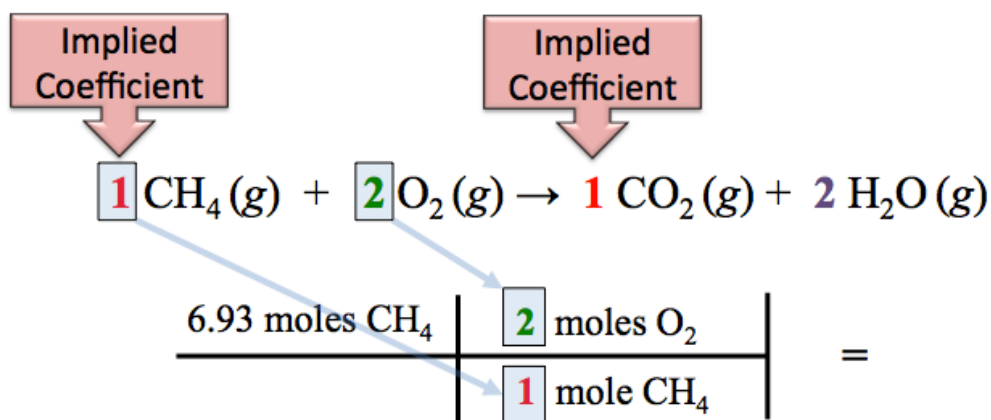 Implied
Coefficient
Implied
Coefficient
1 CH₄ (g) + 2 O₂ (g) → 1 CO₂ (g) + 2 H₂O (g)
6.93 moles CH₄ 2 moles O₂ =
1 mole CH₄